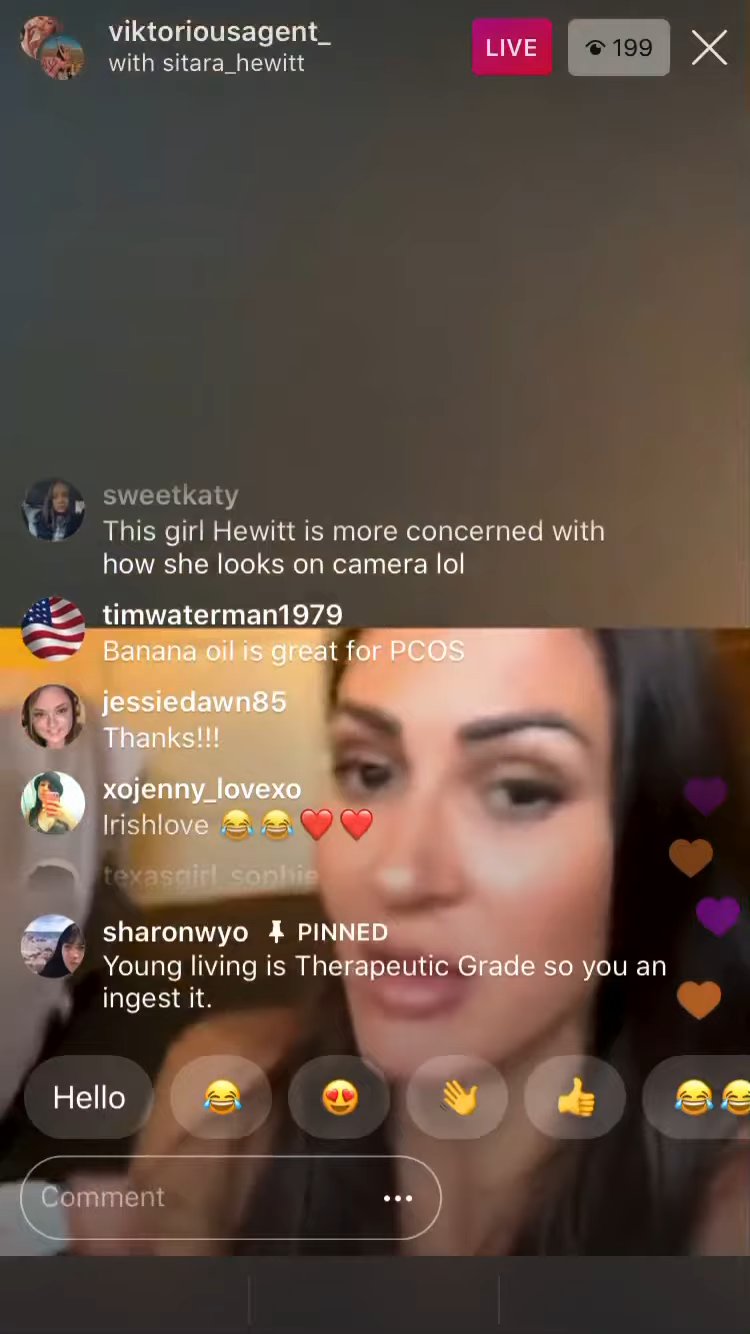 viktoriousagent_
with sitara_hewitt
LIVE
199
sweetkaty
This girl Hewitt is more concerned with
how she looks on camera lol
timwaterman1979
Banana oil is great for PCOS
jessiedawn85
Thanks!!!
xojenny_lovexo
Irishlove 😂😂❤️❤️
texasgirl_sophie
sharonwyo PINNED
Young living is Therapeutic Grade so you an
ingest it.
Hello 😂 😍 👋 👍 😂😂
Comment